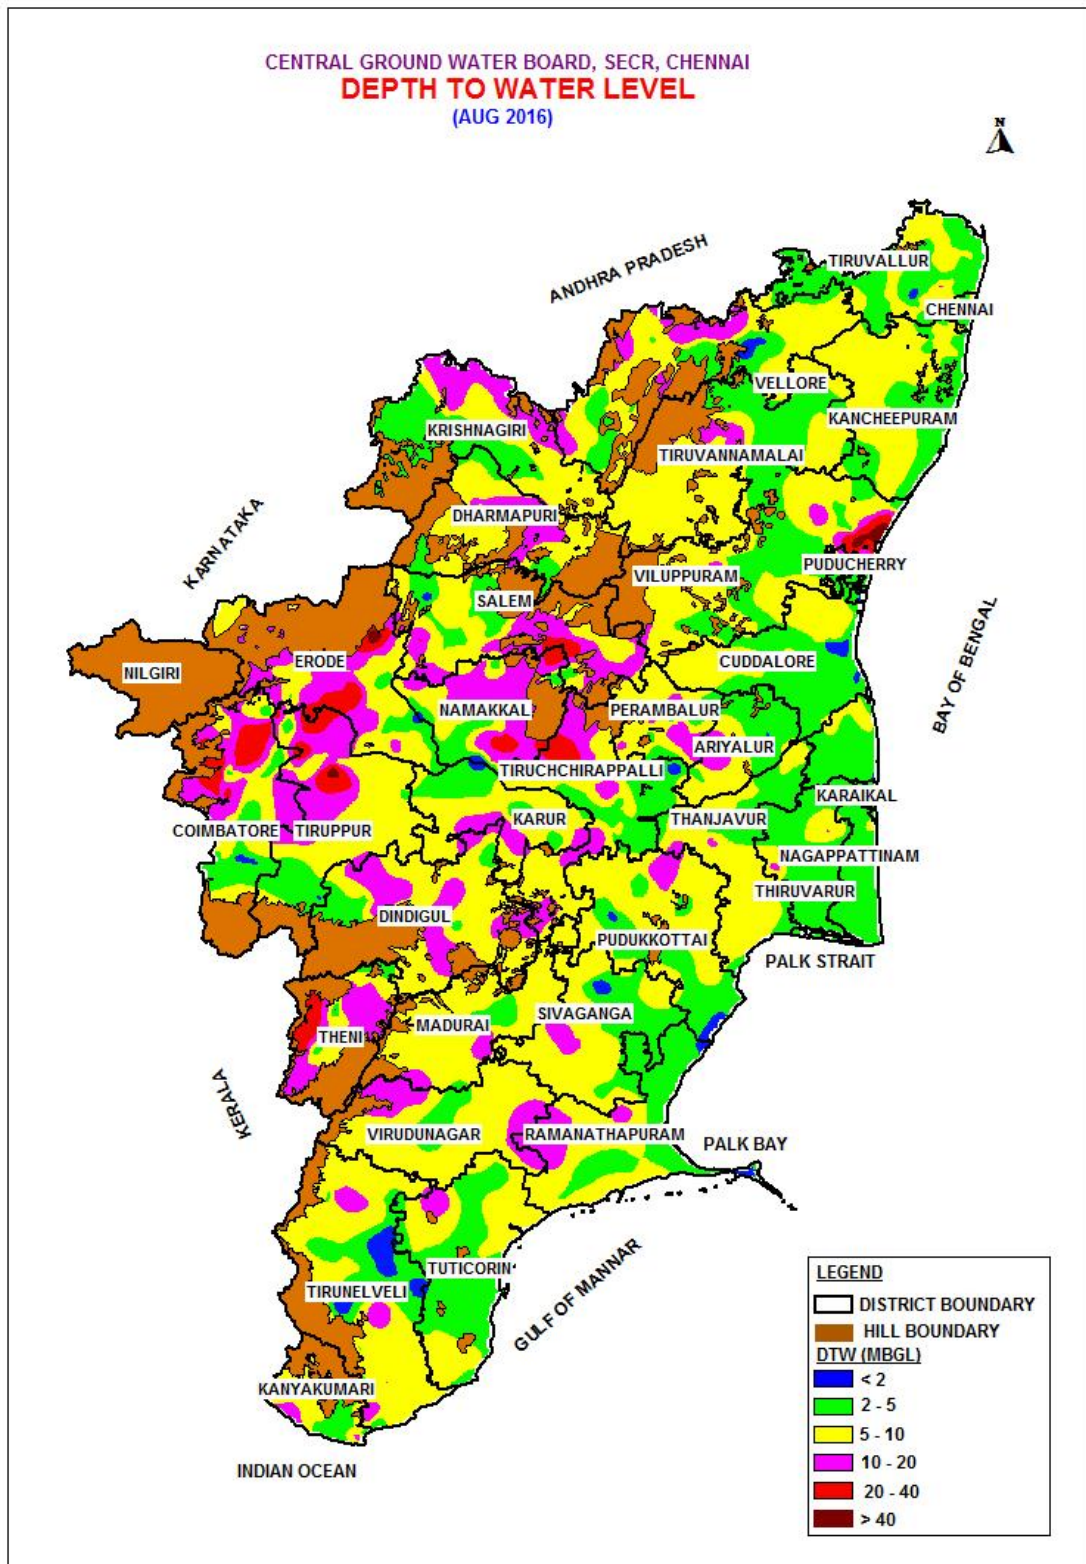 CENTRAL GROUND WATER BOARD, SECR, CHENNAI
DEPTH TO WATER LEVEL
(AUG 2016)
N
ANDHRA PRADESH
TIRUVALLUR
CHENNAI
VELLORE
KANCHEEPURAM
KRISHNAGIRI
TIRUVANNAMALAI
KARNATAKA
DHARMAPURI
PUDUCHERRY
VILUPPURAM
SALEM
BAY OF BENGAL
NILGIRI
ERODE
CUDDALORE
NAMAKKAL
PERAMBALUR
ARIYALUR
TIRUCHCHIRAPPALLI
KARAIKAL
COIMBATORE
TIRUPPUR
KARUR
THANJAVUR
NAGAPPATTINAM
THIRUVARUR
DINDIGUL
PUDUKKOTTAI
PALK STRAIT
SIVAGANGA
MADURAI
THENI
KERALA
VIRUDUNAGAR
RAMANATHAPURAM
PALK BAY
TUTICORIN
TIRUNELVELI
GULF OF MANNAR
KANYAKUMARI
INDIAN OCEAN
LEGEND
DISTRICT BOUNDARY
HILL BOUNDARY
DTW (MBGL)
< 2
2 - 5
5 - 10
10 - 20
20 - 40
> 40